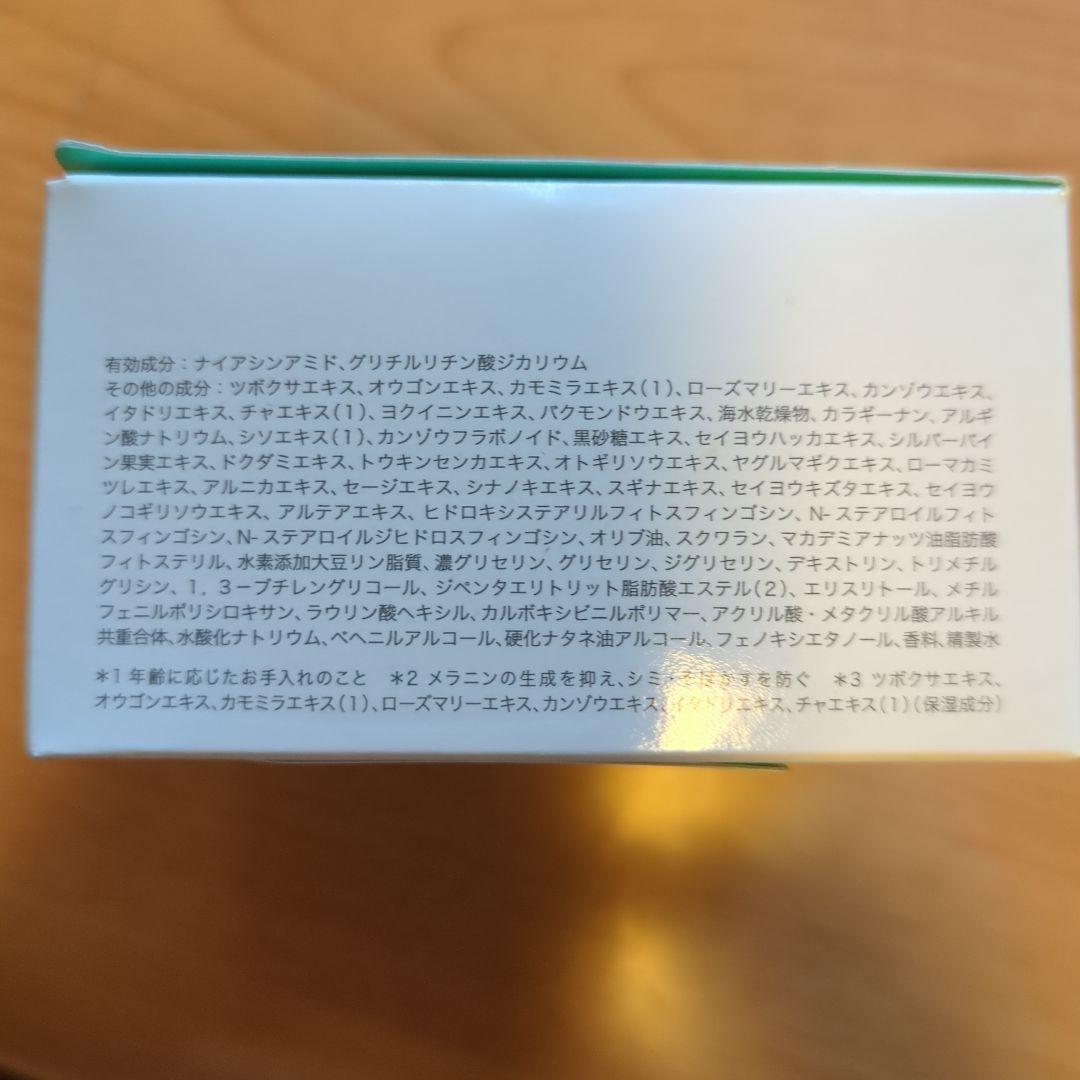 有効成分：ナイアシンアミド、グリチルリチン酸ジカリウム
その他の成分：ツボクサエキス、オウゴンエキス、カモミラエキス(1)、ローズマリーエキス、カンゾウエキス、
イタドリエキス、チャエキス(1)、ヨクイニンエキス、バクモンドウエキス、海水乾燥物、カラギーナン、アルギ
ン酸ナトリウム、シソエキス(1)、カンゾウフラボノイド、黒砂糖エキス、セイヨウハッカエキス、シルバーバイ
ン果実エキス、ドクダミエキス、トウキンセンカエキス、オトギリソウエキス、ヤグルマギクエキス、ローマカミ
ツレエキス、アルニカエキス、セージエキス、シナノキエキス、スギナエキス、セイヨウキズタエキス、セイヨウ
ノコギリソウエキス、アルテアエキス、ヒドロキシステアリルフィトスフィンゴシン、N-ステアロイルフィト
スフィンゴシン、N-ステアロイルジヒドロスフィンゴシン、オリブ油、スクワラン、マカデミアナッツ油脂肪酸
フィトステリル、水素添加大豆リン脂質、濃グリセリン、グリセリン、ジグリセリン、デキストリン、トリメチル
グリシン、1，3－ブチレングリコール、ジペンタエリトリット脂肪酸エステル(2)、エリスリトール、メチル
フェニルポリシロキサン、ラウリン酸ヘキシル、カルボキシビニルポリマー、アクリル酸・メタクリル酸アルキル
共重合体、水酸化ナトリウム、ベヘニルアルコール、硬化ナタネ油アルコール、フェノキシエタノール、香料、精製水
＊1 年齢に応じたお手入れのこと　＊2 メラニンの生成を抑え、シミ・そばかすを防ぐ　＊3 ツボクサエキス、
オウゴンエキス、カモミラエキス(1)、ローズマリーエキス、カンゾウエキス、イタドリエキス、チャエキス(1)(保湿成分)